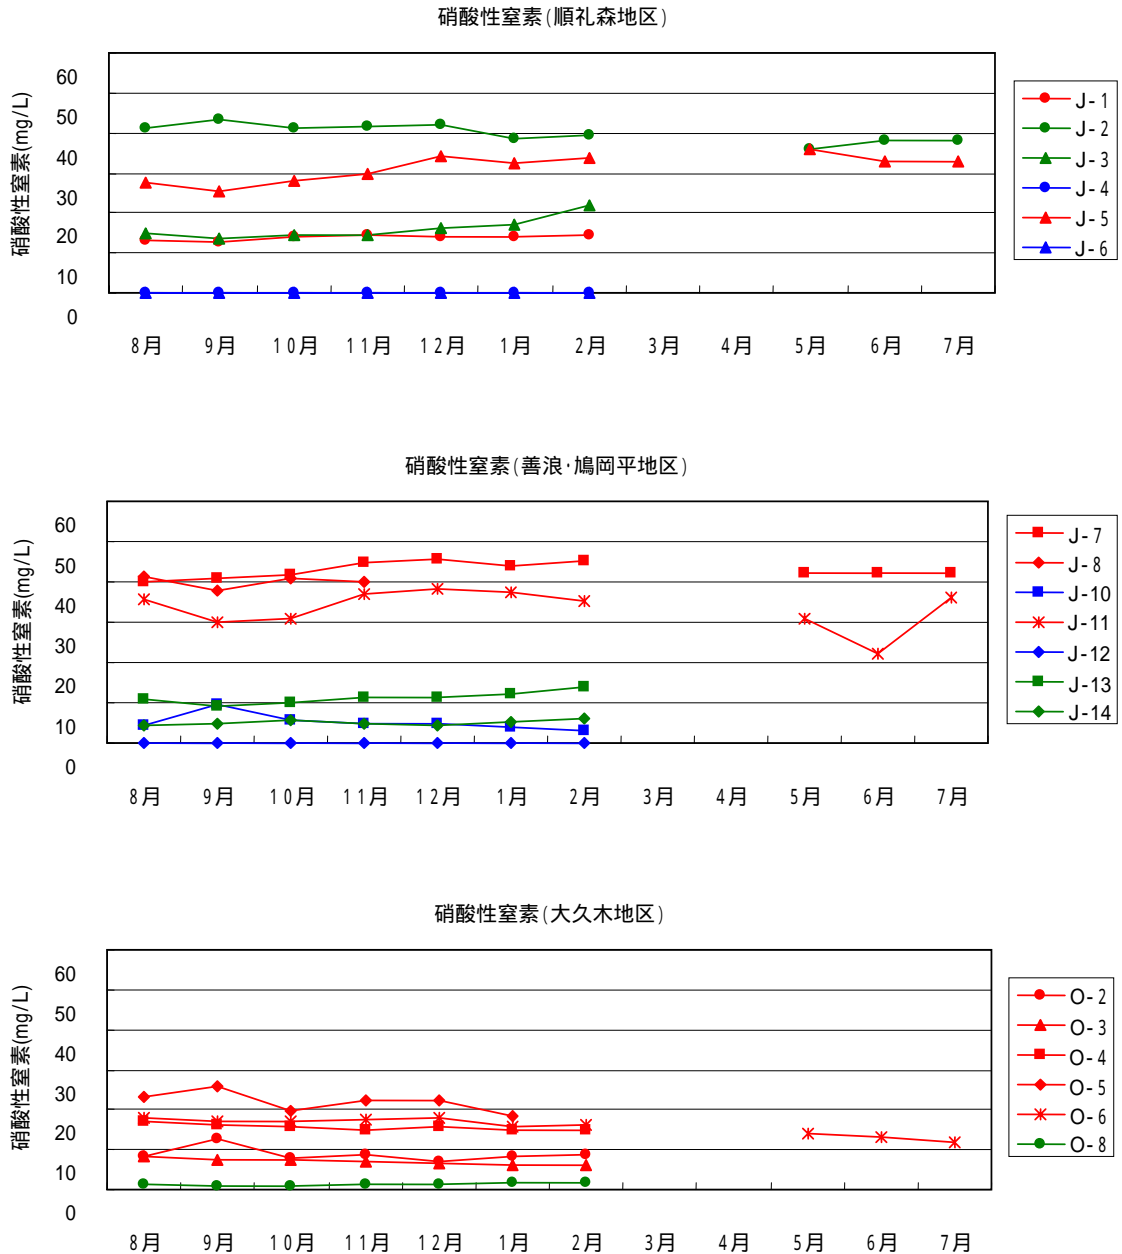 硝酸性窒素(順礼森地区)
硝酸性窒素(mg/L)
60
50
40
30
20
10
0
8月 9月 10月 11月 12月 1月 2月 3月 4月 5月 6月 7月
J-1
J-2
J-3
J-4
J-5
J-6
硝酸性窒素(善浪・鳩岡平地区)
硝酸性窒素(mg/L)
60
50
40
30
20
10
0
8月 9月 10月 11月 12月 1月 2月 3月 4月 5月 6月 7月
J-7
J-8
J-10
J-11
J-12
J-13
J-14
硝酸性窒素(大久木地区)
硝酸性窒素(mg/L)
60
50
40
30
20
10
0
8月 9月 10月 11月 12月 1月 2月 3月 4月 5月 6月 7月
O-2
O-3
O-4
O-5
O-6
O-8